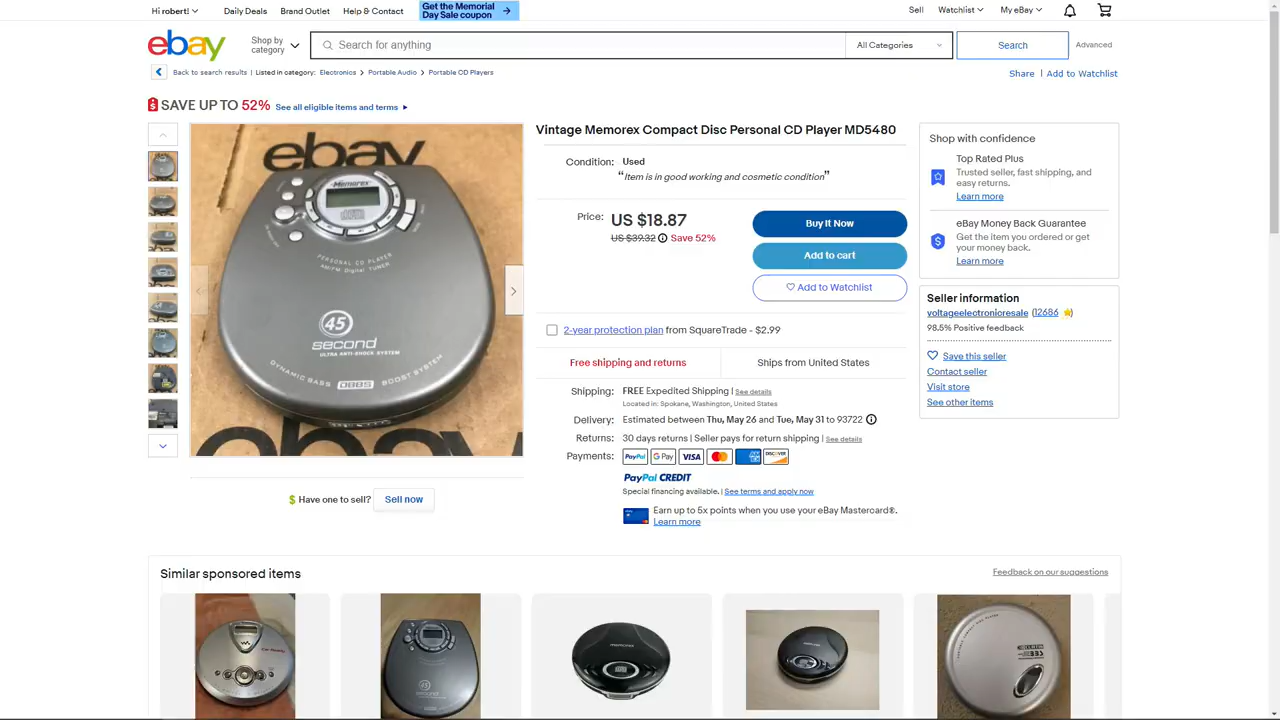 Hi robert!
Daily Deals
Brand Outlet
Help & Contact
Get the Memorial
Day Sale coupon
Sell
Watchlist
My eBay
ebay
Shop by
category
Search for anything
All Categories
Search
Advanced
Back to search results | Listed in category: Electronics > Portable Audio > Portable CD Players
Share | Add to Watchlist
SAVE UP TO 52% See all eligible items and terms
ebay
Memorex
PERSONAL CD PLAYER
AM/FM Digital TUNER
45
second
ULTRA ANTI-SHOCK SYSTEM
DYNAMIC BASS DBBS BOOST SYSTEM
Have one to sell? Sell now
Vintage Memorex Compact Disc Personal CD Player MD5480
Condition: Used
“Item is in good working and cosmetic condition”
Price: US $18.87
US $39.32 Save 52%
Buy It Now
Add to cart
Add to Watchlist
2-year protection plan from SquareTrade - $2.99
Free shipping and returns
Ships from United States
Shipping: FREE Expedited Shipping | See details
Located in: Spokane, Washington, United States
Delivery: Estimated between Thu, May 26 and Tue, May 31 to 93722
Returns: 30 days returns | Seller pays for return shipping | See details
Payments: PayPal G Pay VISA DISCOVER
PayPal CREDIT
Special financing available. | See terms and apply now
Earn up to 5x points when you use your eBay Mastercard®.
Learn more
Shop with confidence
Top Rated Plus
Trusted seller, fast shipping, and
easy returns.
Learn more
eBay Money Back Guarantee
Get the item you ordered or get
your money back.
Learn more
Seller information
voltageelectronicresale (12686)
98.5% Positive feedback
Save this seller
Contact seller
Visit store
See other items
Similar sponsored items
Feedback on our suggestions